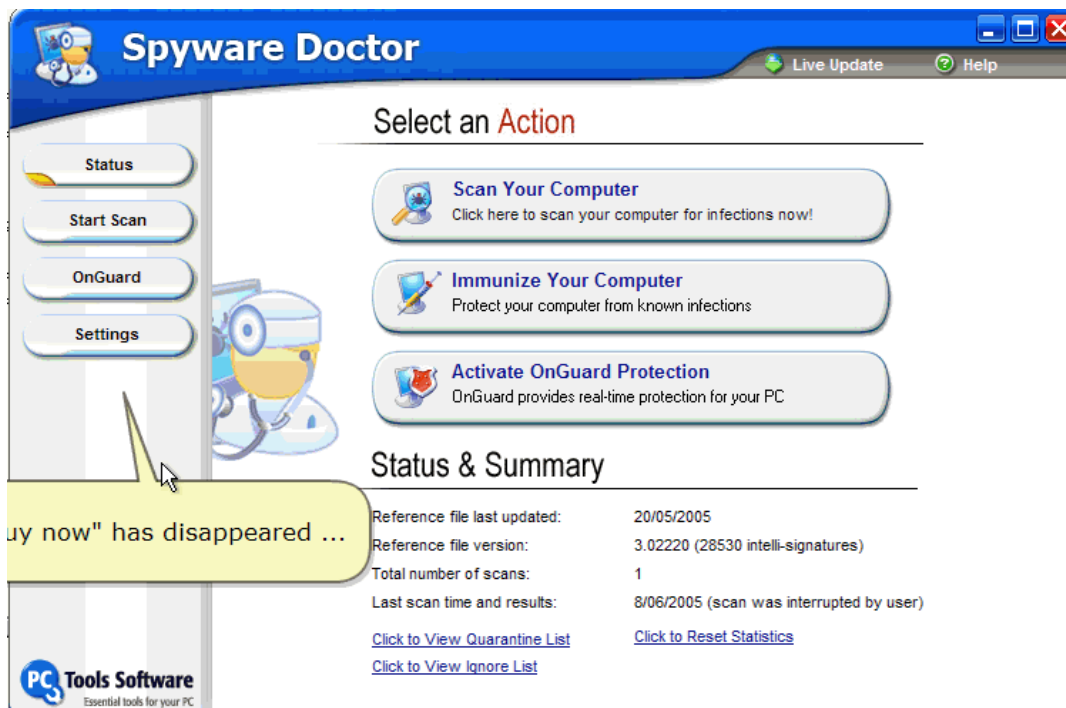 Spyware Doctor
Live Update
Help
Select an Action
Status
Start Scan
OnGuard
Settings
Scan Your Computer
Click here to scan your computer for infections now!
Immunize Your Computer
Protect your computer from known infections
Activate OnGuard Protection
OnGuard provides real-time protection for your PC
uy now" has disappeared ...
Status & Summary
Reference file last updated: 20/05/2005
Reference file version: 3.02220 (28530 intelli-signatures)
Total number of scans: 1
Last scan time and results: 8/06/2005 (scan was interrupted by user)
Click to View Quarantine List Click to Reset Statistics
Click to View Ignore List
PC Tools Software
Essential tools for your PC